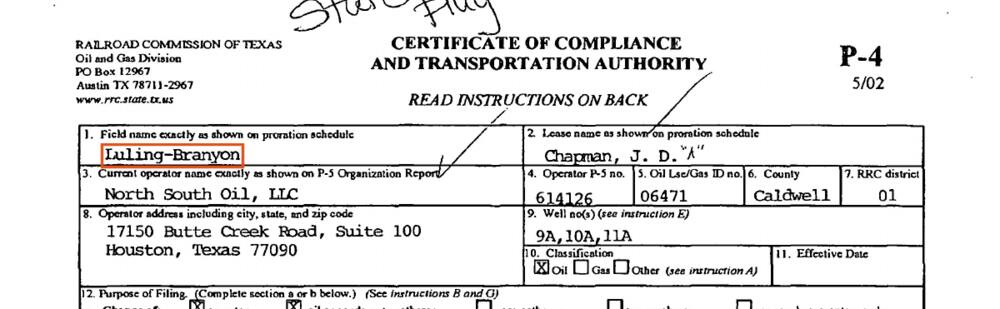 State Plug
RAILROAD COMMISSION OF TEXAS
Oil and Gas Division
PO Box 12967
Austin TX 78711-2967
www.rrc.state.tx.us
CERTIFICATE OF COMPLIANCE
AND TRANSPORTATION AUTHORITY
READ INSTRUCTIONS ON BACK
P-4
5/02
1. Field name exactly as shown on proration schedule
Luling-Branyon
2. Lease name as shown on proration schedule
Chapman, J. D. "A"
3. Current operator name exactly as shown on P-5 Organization Report
North South Oil, LLC
4. Operator P-5 no.
614126
5. Oil Lse/Gas ID no.
06471
6. County
Caldwell
7. RRC district
01
8. Operator address including city, state, and zip code
17150 Butte Creek Road, Suite 100
Houston, Texas 77090
9. Well no(s) (see instruction E)
9A,10A,11A
10. Classification
X Oil Gas Other (see instruction A)
11. Effective Date
12. Purpose of Filing. (Complete section a or b below.) (See instructions B and G)